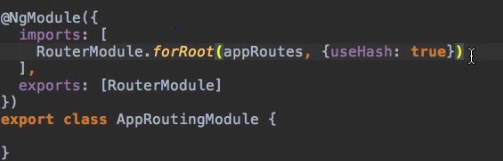 @NgModule({
  imports: [
    RouterModule.forRoot(appRoutes, {useHash: true})
  ],
  exports: [RouterModule]
})
export class AppRoutingModule {
}